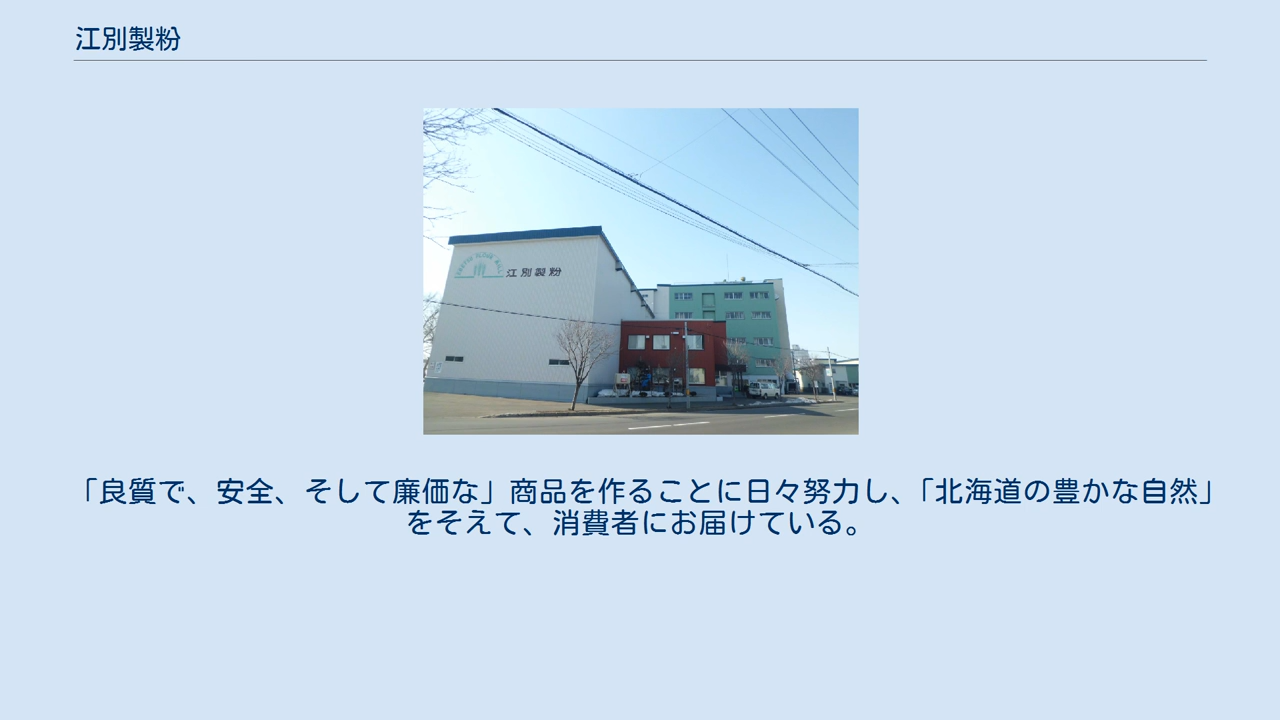 江別製粉
江別製粉
「良質で、安全、そして廉価な」商品を作ることに日々努力し、「北海道の豊かな自然」
をそえて、消費者にお届けている。